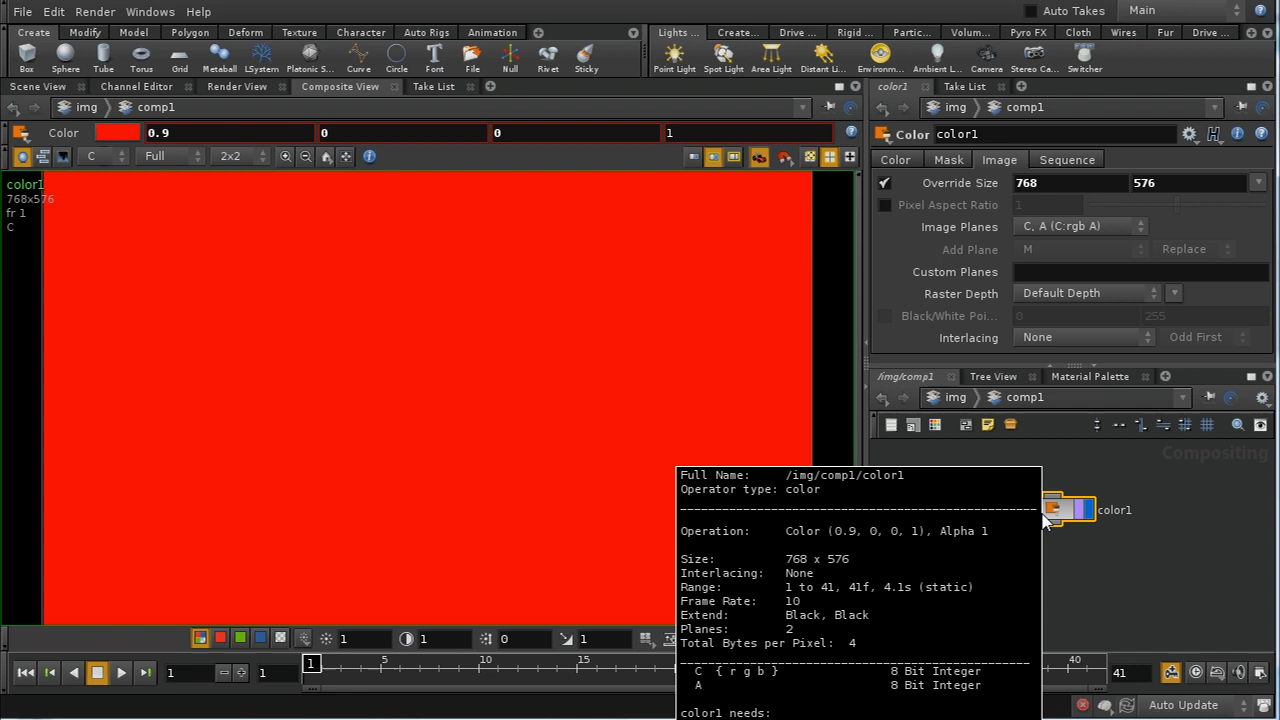 File Edit Render Windows Help Auto Takes Main
Create Modify Model Polygon Deform Texture Character Auto Rigs Animation Lights ... Create... Drive ... Rigid ... Partic... Volum... Pyro FX Cloth Wires Fur Drive ...
Box Sphere Tube Torus Grid Metaball LSystem Platonic S... Curve Circle Font File Null Rivet Sticky Point Light Spot Light Area Light Distant Li... Environm... Ambient L... Camera Stereo Ca... Switcher
Scene View Channel Editor Render View Composite View Take List
img comp1
Color 0.9 0 0 1
C Full 2x2
color1
768x576
fr 1
C
color1 Take List
img comp1
Color color1
Color Mask Image Sequence
Override Size 768 576
Pixel Aspect Ratio 1
Image Planes C, A (C:rgb A)
Add Plane M Replace
Custom Planes
Raster Depth Default Depth
Black/White Poi... 0 255
Interlacing None Odd First
/img/comp1 Tree View Material Palette
img comp1
Compositing
color1
Full Name: /img/comp1/color1
Operator type: color
Operation: Color (0.9, 0, 0, 1), Alpha 1
Size: 768 x 576
Interlacing: None
Range: 1 to 41, 41f, 4.1s (static)
Frame Rate: 10
Extend: Black, Black
Planes: 2
Total Bytes per Pixel: 4
C { r g b } 8 Bit Integer
A 8 Bit Integer
color1 needs:
1 1 0 1
1 1 1 5 10 15 20 40 41
Auto Update